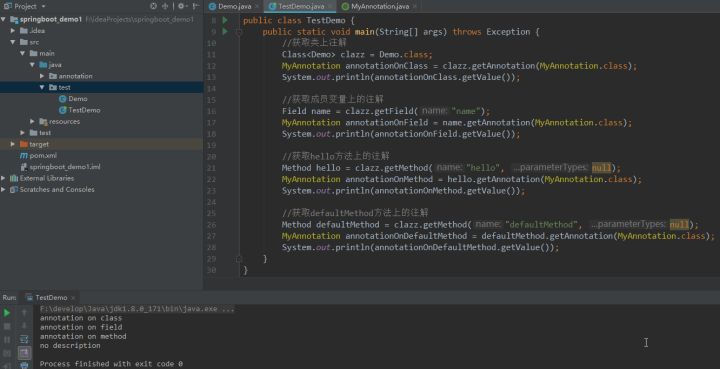 Project
springboot_demo1 F:\ideaProjects\springboot_demo1
.idea
src
main
java
annotation
test
Demo
TestDemo
resources
test
target
pom.xml
springboot_demo1.iml
External Libraries
Scratches and Consoles
Demo.java × TestDemo.java × MyAnnotation.java ×
8 public class TestDemo {
9 public static void main(String[] args) throws Exception {
10 //获取类上注解
11 Class<Demo> clazz = Demo.class;
12 MyAnnotation annotationOnClass = clazz.getAnnotation(MyAnnotation.class);
13 System.out.println(annotationOnClass.getValue());
14
15 //获取成员变量上的注解
16 Field name = clazz.getField( name: "name");
17 MyAnnotation annotationOnField = name.getAnnotation(MyAnnotation.class);
18 System.out.println(annotationOnField.getValue());
19
20 //获取hello方法上的注解
21 Method hello = clazz.getMethod( name: "hello", ...parameterTypes: null);
22 MyAnnotation annotationOnMethod = hello.getAnnotation(MyAnnotation.class);
23 System.out.println(annotationOnMethod.getValue());
24
25 //获取defaultMethod方法上的注解
26 Method defaultMethod = clazz.getMethod( name: "defaultMethod", ...parameterTypes: null);
27 MyAnnotation annotationOnDefaultMethod = defaultMethod.getAnnotation(MyAnnotation.class);
28 System.out.println(annotationOnDefaultMethod.getValue());
29 }
30 }
Run: TestDemo ×
F:\develop\Java\jdk1.8.0_171\bin\java.exe ...
annotation on class
annotation on field
annotation on method
no description
Process finished with exit code 0